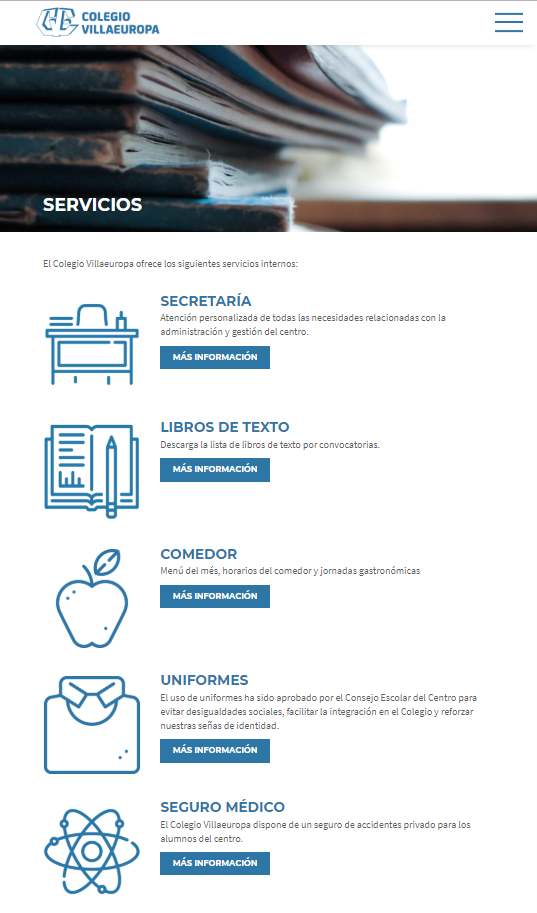 COLEGIO
VILLAEUROPA
SERVICIOS
El Colegio Villaeuropa ofrece los siguientes servicios internos:
SECRETARÍA
Atención personalizada de todas las necesidades relacionadas con la
administración y gestión del centro.
MÁS INFORMACIÓN
LIBROS DE TEXTO
Descarga la lista de libros de texto por convocatorias.
MÁS INFORMACIÓN
COMEDOR
Menú del més, horarios del comedor y jornadas gastronómicas
MÁS INFORMACIÓN
UNIFORMES
El uso de uniformes ha sido aprobado por el Consejo Escolar del Centro para
evitar desigualdades sociales, facilitar la integración en el Colegio y reforzar
nuestras señas de identidad.
MÁS INFORMACIÓN
SEGURO MÉDICO
El Colegio Villaeuropa dispone de un seguro de accidentes privado para los
alumnos del centro.
MÁS INFORMACIÓN